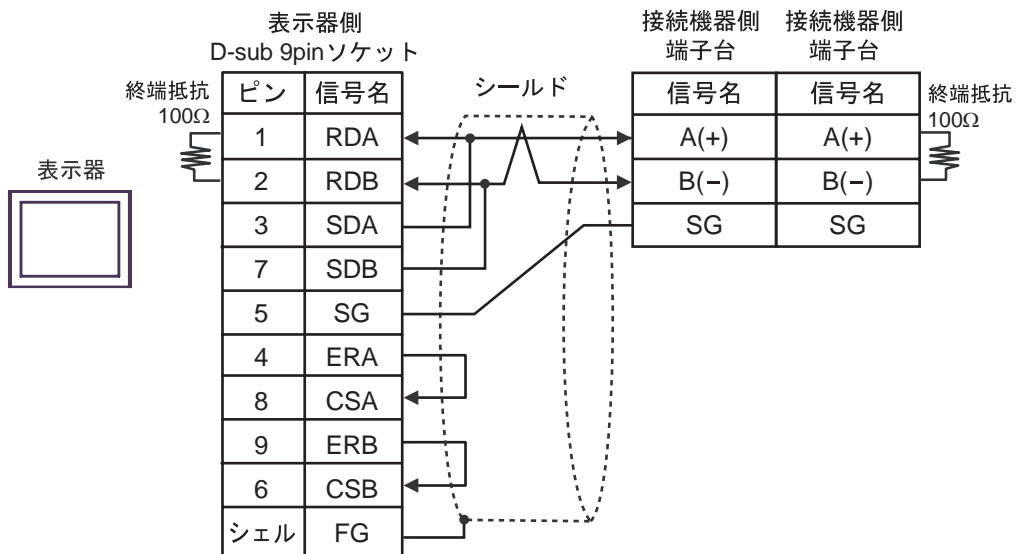 表示器側
D-sub 9pinソケット
接続機器側 接続機器側
端子台 端子台
終端抵抗
100Ω
ピン 信号名
シールド
信号名 信号名
終端抵抗
100Ω
1 RDA
A(+) A(+)
表示器
2 RDB
B(−) B(−)
3 SDA
SG SG
7 SDB
5 SG
4 ERA
8 CSA
9 ERB
6 CSB
シェル FG